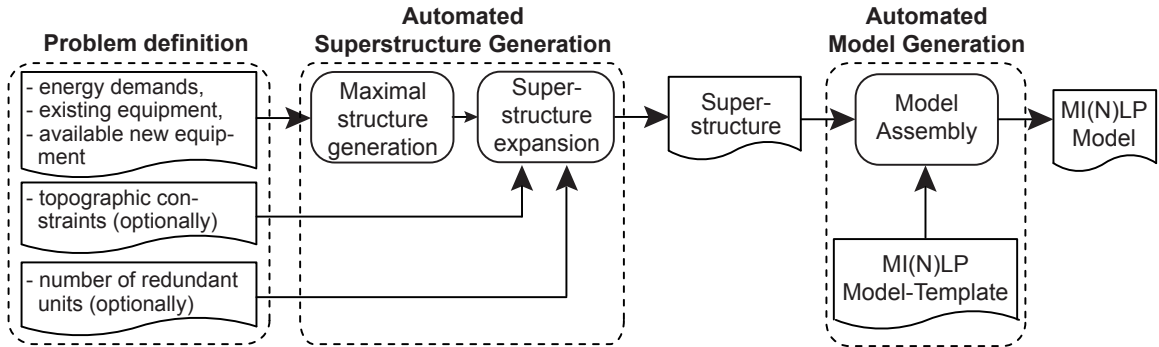 Problem definition
- energy demands,
- existing equipment,
- available new equip-
ment
- topographic con-
straints (optionally)
- number of redundant
units (optionally)
Automated
Superstructure Generation
Maximal
structure
generation
Super-
structure
expansion
Super-
structure
Automated
Model Generation
Model
Assembly
MI(N)LP
Model-Template
MI(N)LP
Model